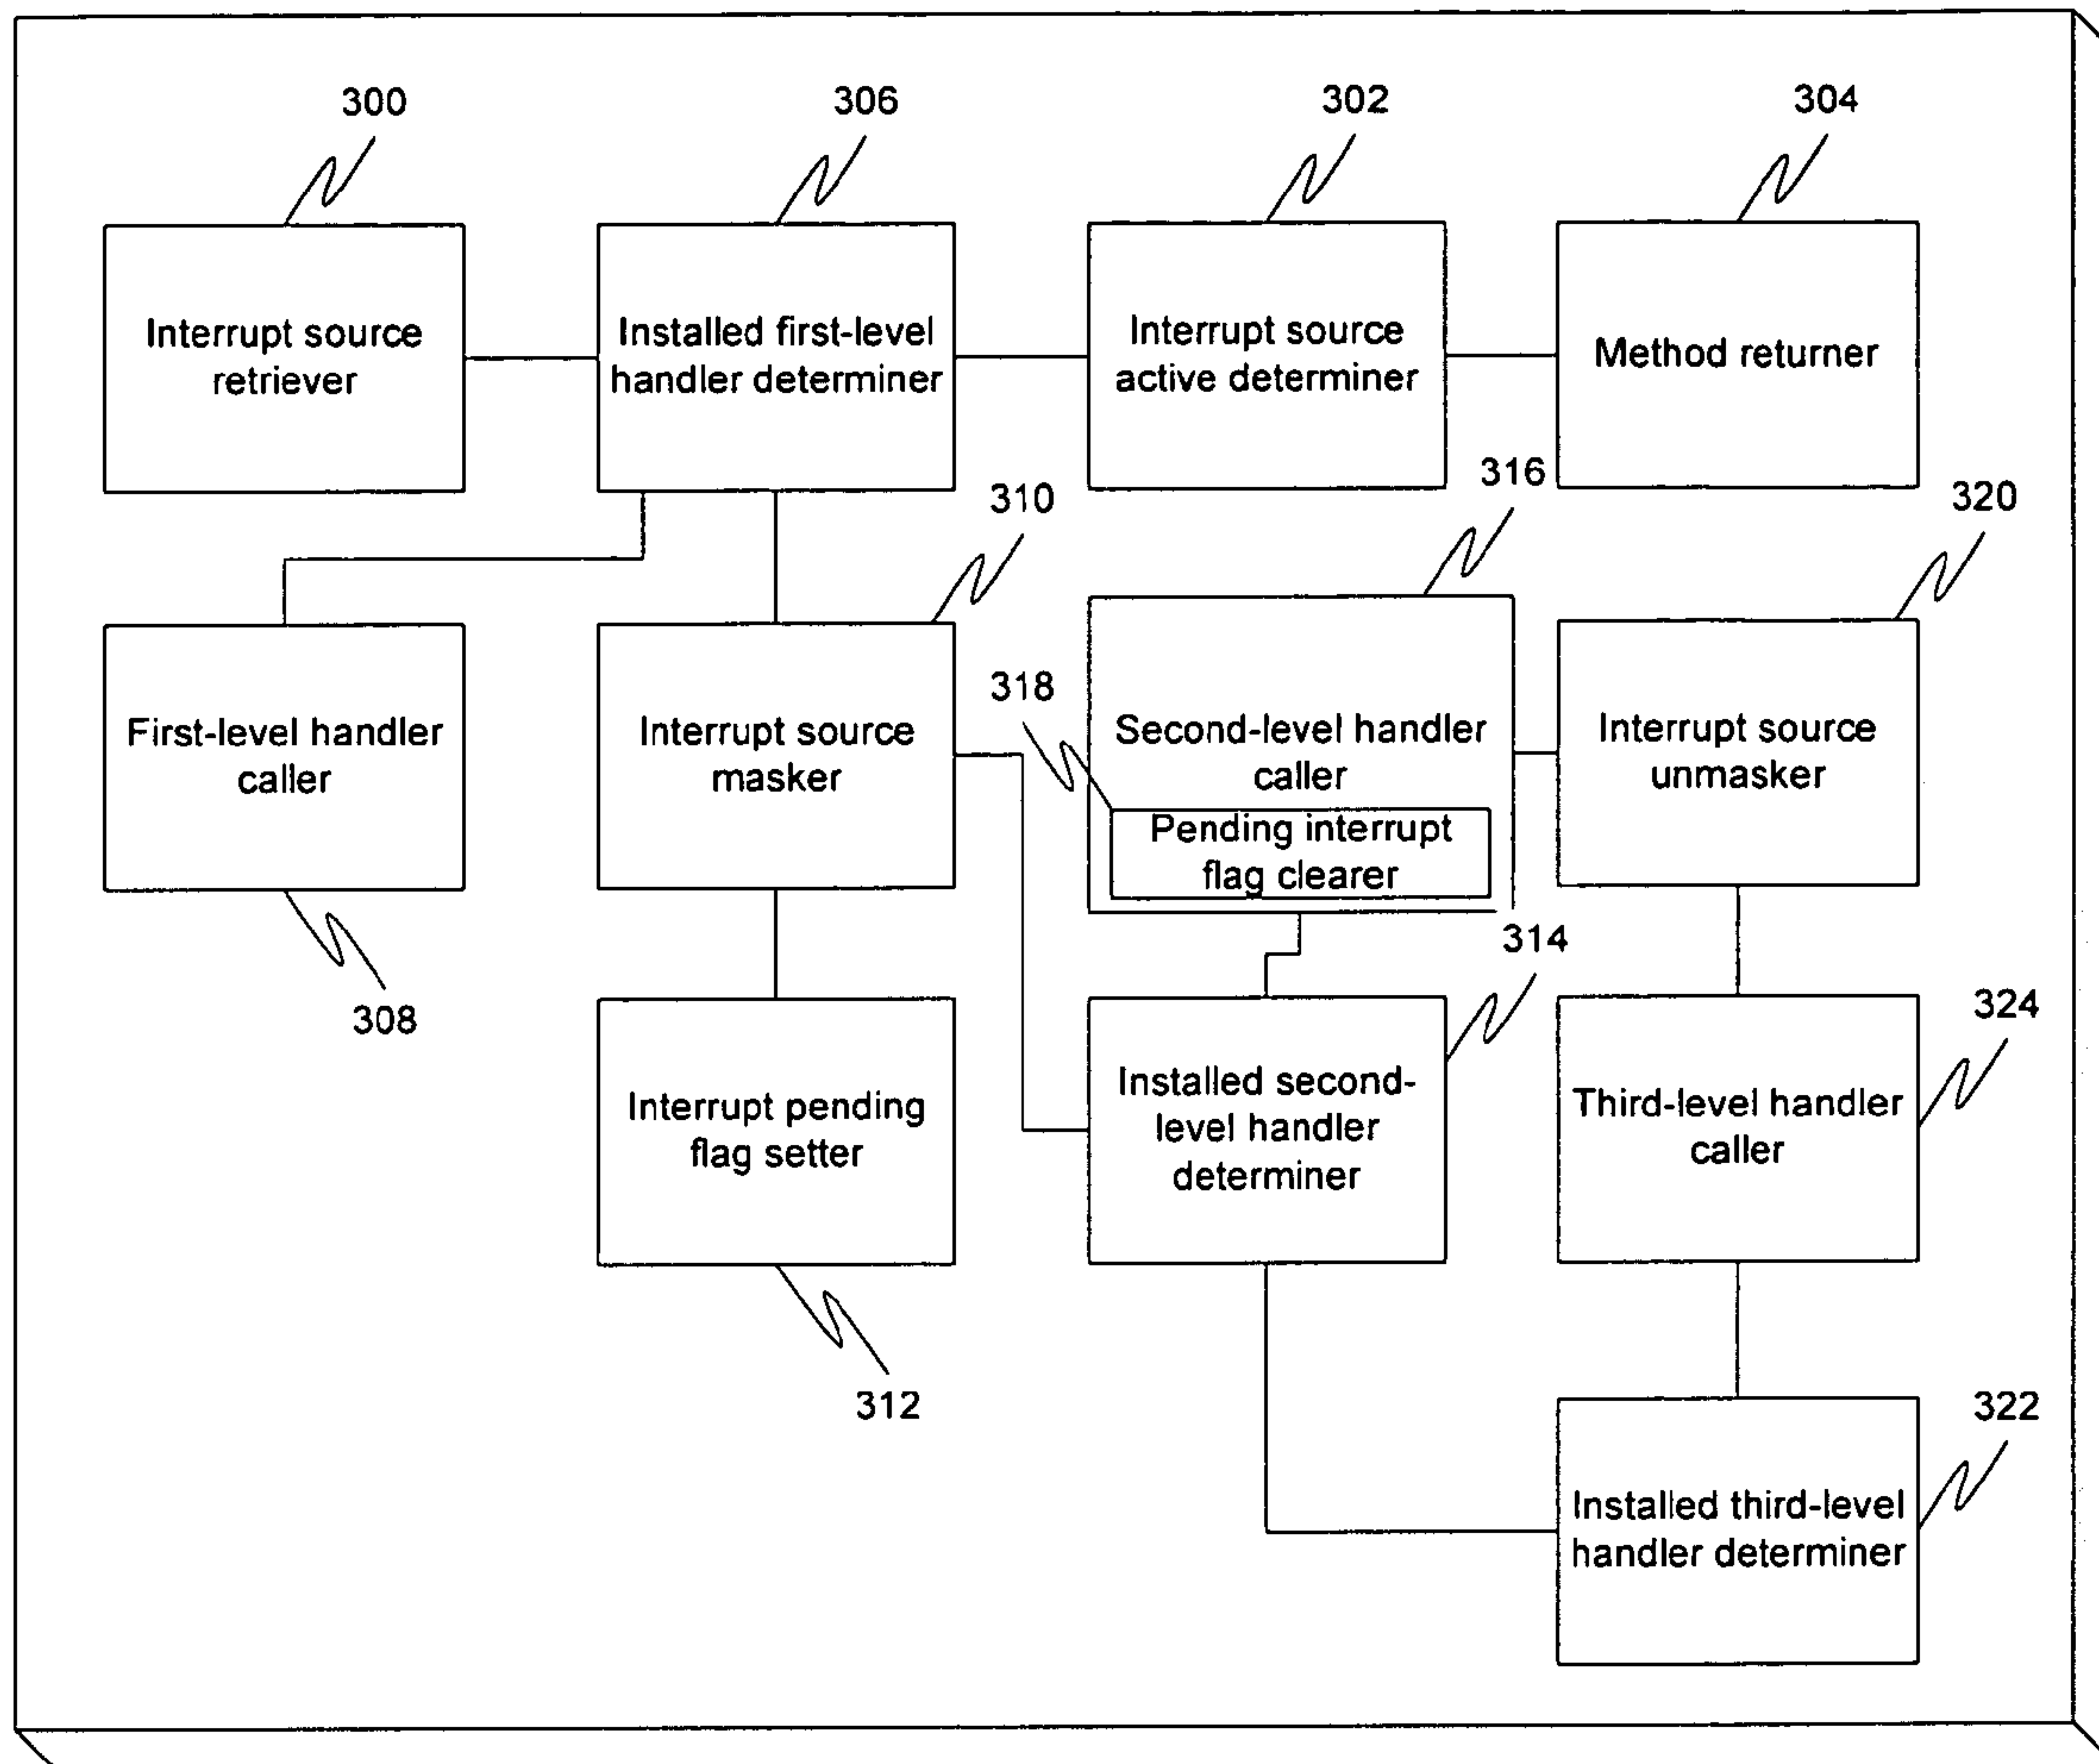 300
306
302
304
Interrupt source
retriever
Installed first-level
handler determiner
Interrupt source
active determiner
Method returner
310
316
320
First-level handler
caller
Interrupt source
masker
318
Second-level handler
caller
Pending interrupt
flag clearer
Interrupt source
unmasker
308
314
324
Interrupt pending
flag setter
Installed second-
level handler
determiner
Third-level handler
caller
312
322
Installed third-level
handler determiner